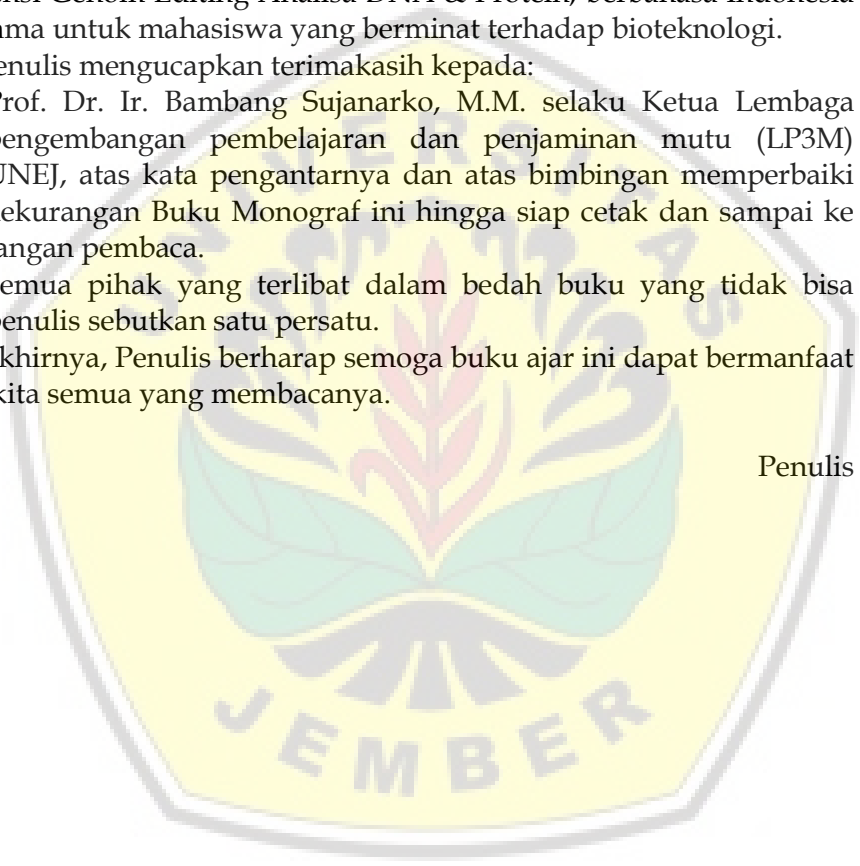 Genom Editing Analisa DNA & Protein, berbahasa Indonesia
untuk mahasiswa yang berminat terhadap bioteknologi.
enulis mengucapkan terimakasih kepada:
Prof. Dr. Ir. Bambang Sujanarko, M.M. selaku Ketua Lembaga
pengembangan pembelajaran dan penjaminan mutu (LP3M)
UNEJ, atas kata pengantarnya dan atas bimbingan memperbaiki
kekurangan Buku Monograf ini hingga siap cetak dan sampai ke
tangan pembaca.
Semua pihak yang terlibat dalam bedah buku yang tidak bisa
penulis sebutkan satu persatu.
khirnya, Penulis berharap semoga buku ajar ini dapat bermanfaat
kita semua yang membacanya.
Penulis
UNIVERSITAS
JEMBER